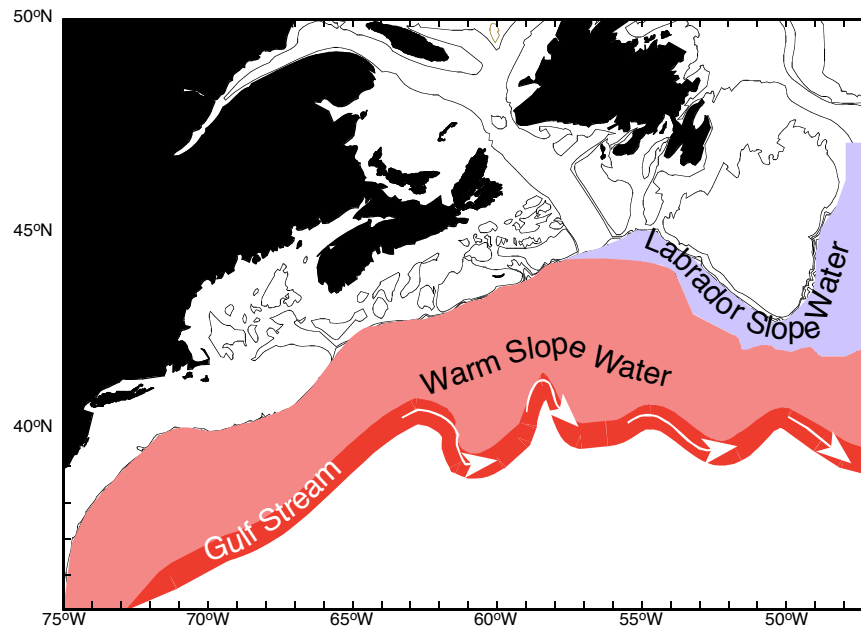 50ºN
45ºN
Labrador Slope Water
Warm Slope Water
40ºN
Gulf Stream
75ºW 70ºW 65ºW 60ºW 55ºW 50ºW